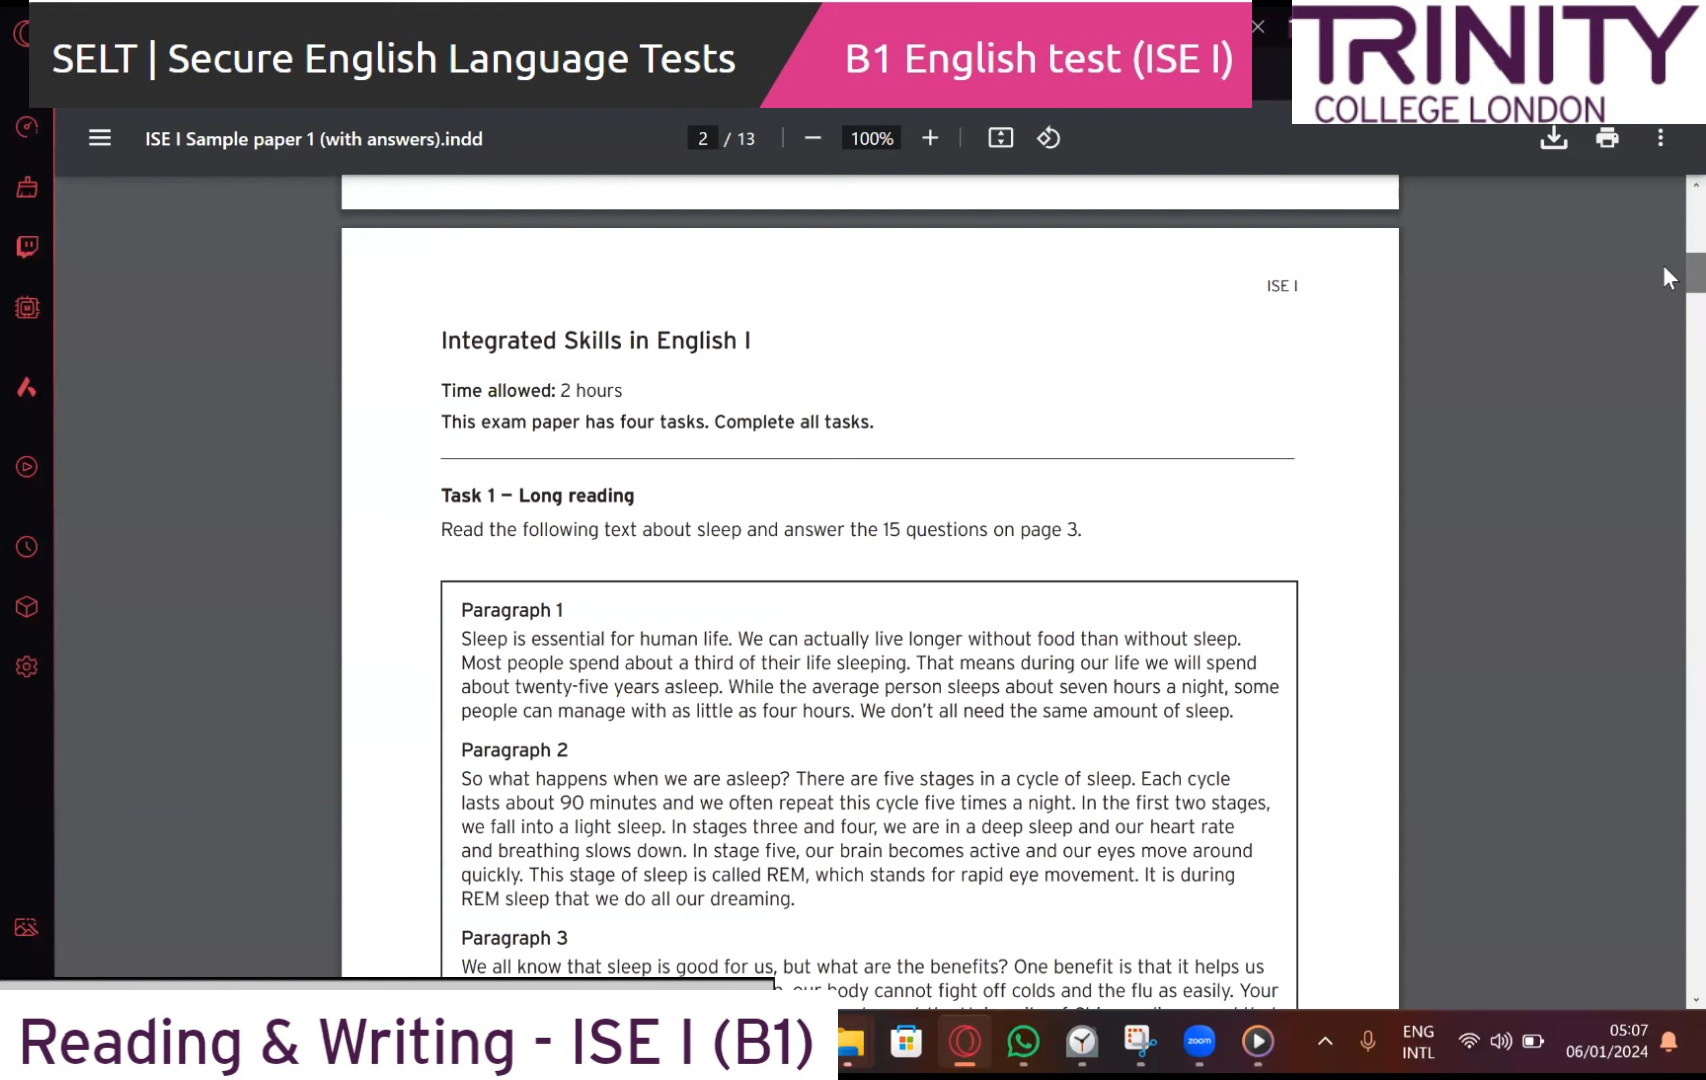 SELT | Secure English Language Tests
B1 English test (ISE I)
TRINITY
COLLEGE LONDON
ISE I Sample paper 1 (with answers).indd
2 / 13
100%
ISE I
Integrated Skills in English I
Time allowed: 2 hours
This exam paper has four tasks. Complete all tasks.
Task 1 – Long reading
Read the following text about sleep and answer the 15 questions on page 3.
Paragraph 1
Sleep is essential for human life. We can actually live longer without food than without sleep.
Most people spend about a third of their life sleeping. That means during our life we will spend
about twenty-five years asleep. While the average person sleeps about seven hours a night, some
people can manage with as little as four hours. We don't all need the same amount of sleep.
Paragraph 2
So what happens when we are asleep? There are five stages in a cycle of sleep. Each cycle
lasts about 90 minutes and we often repeat this cycle five times a night. In the first two stages,
we fall into a light sleep. In stages three and four, we are in a deep sleep and our heart rate
and breathing slows down. In stage five, our brain becomes active and our eyes move around
quickly. This stage of sleep is called REM, which stands for rapid eye movement. It is during
REM sleep that we do all our dreaming.
Paragraph 3
We all know that sleep is good for us, but what are the benefits? One benefit is that it helps us
our body cannot fight off colds and the flu as easily. Your
Reading & Writing - ISE I (B1)
zoom
ENG
INTL
05:07
06/01/2024